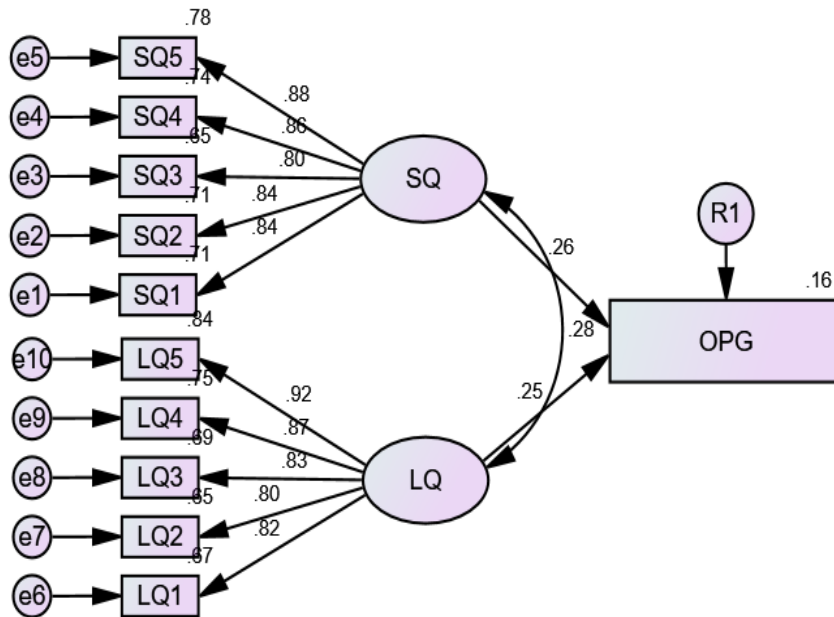 .78
e5 SQ5
.74 .88
e4 SQ4 .86
.65 .80
e3 SQ3 SQ
.71 .84
e2 SQ2 .84
.71
e1 SQ1
.84
e10 LQ5
.75 .92
e9 LQ4 .87
.69 .83
e8 LQ3 LQ
.65 .80
e7 LQ2 .82
.67
e6 LQ1
.26
.28
.25
R1
.16
OPG